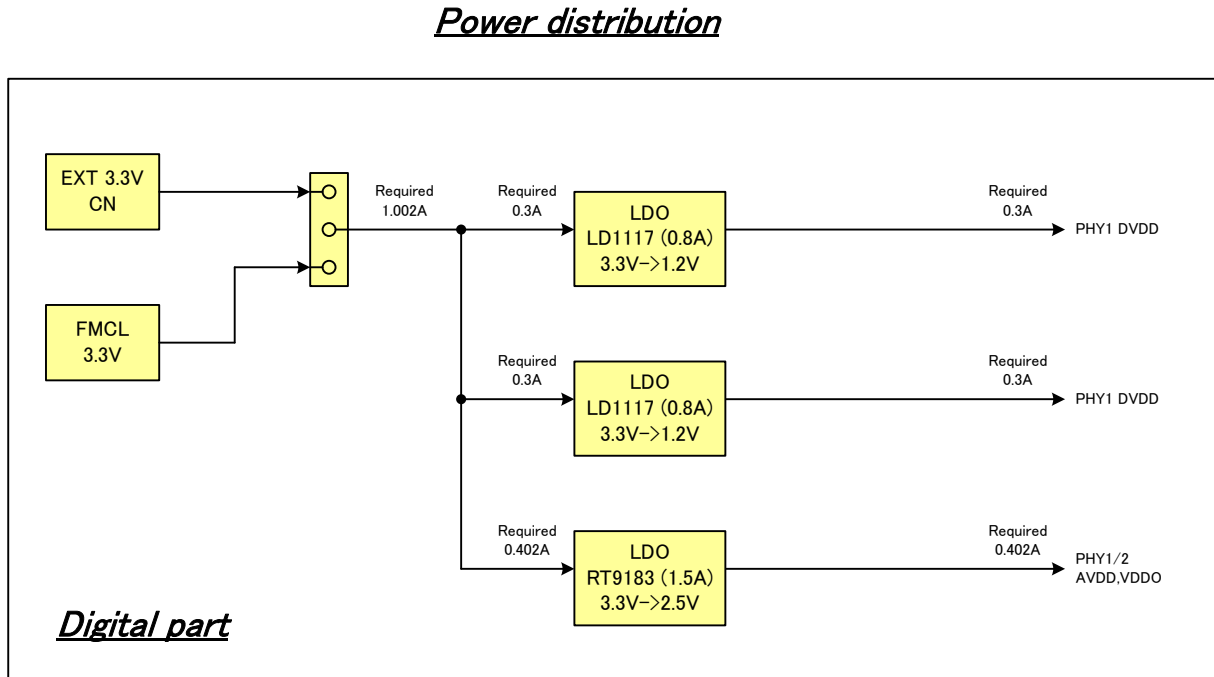 Power distribution
EXT 3.3V
CN
FMCL
3.3V
Required
1.002A
Required
0.3A
LDO
LD1117 (0.8A)
3.3V->1.2V
Required
0.3A
PHY1 DVDD
Required
0.3A
LDO
LD1117 (0.8A)
3.3V->1.2V
Required
0.3A
PHY1 DVDD
Required
0.402A
LDO
RT9183 (1.5A)
3.3V->2.5V
Required
0.402A
PHY1/2
AVDD,VDDO
Digital part